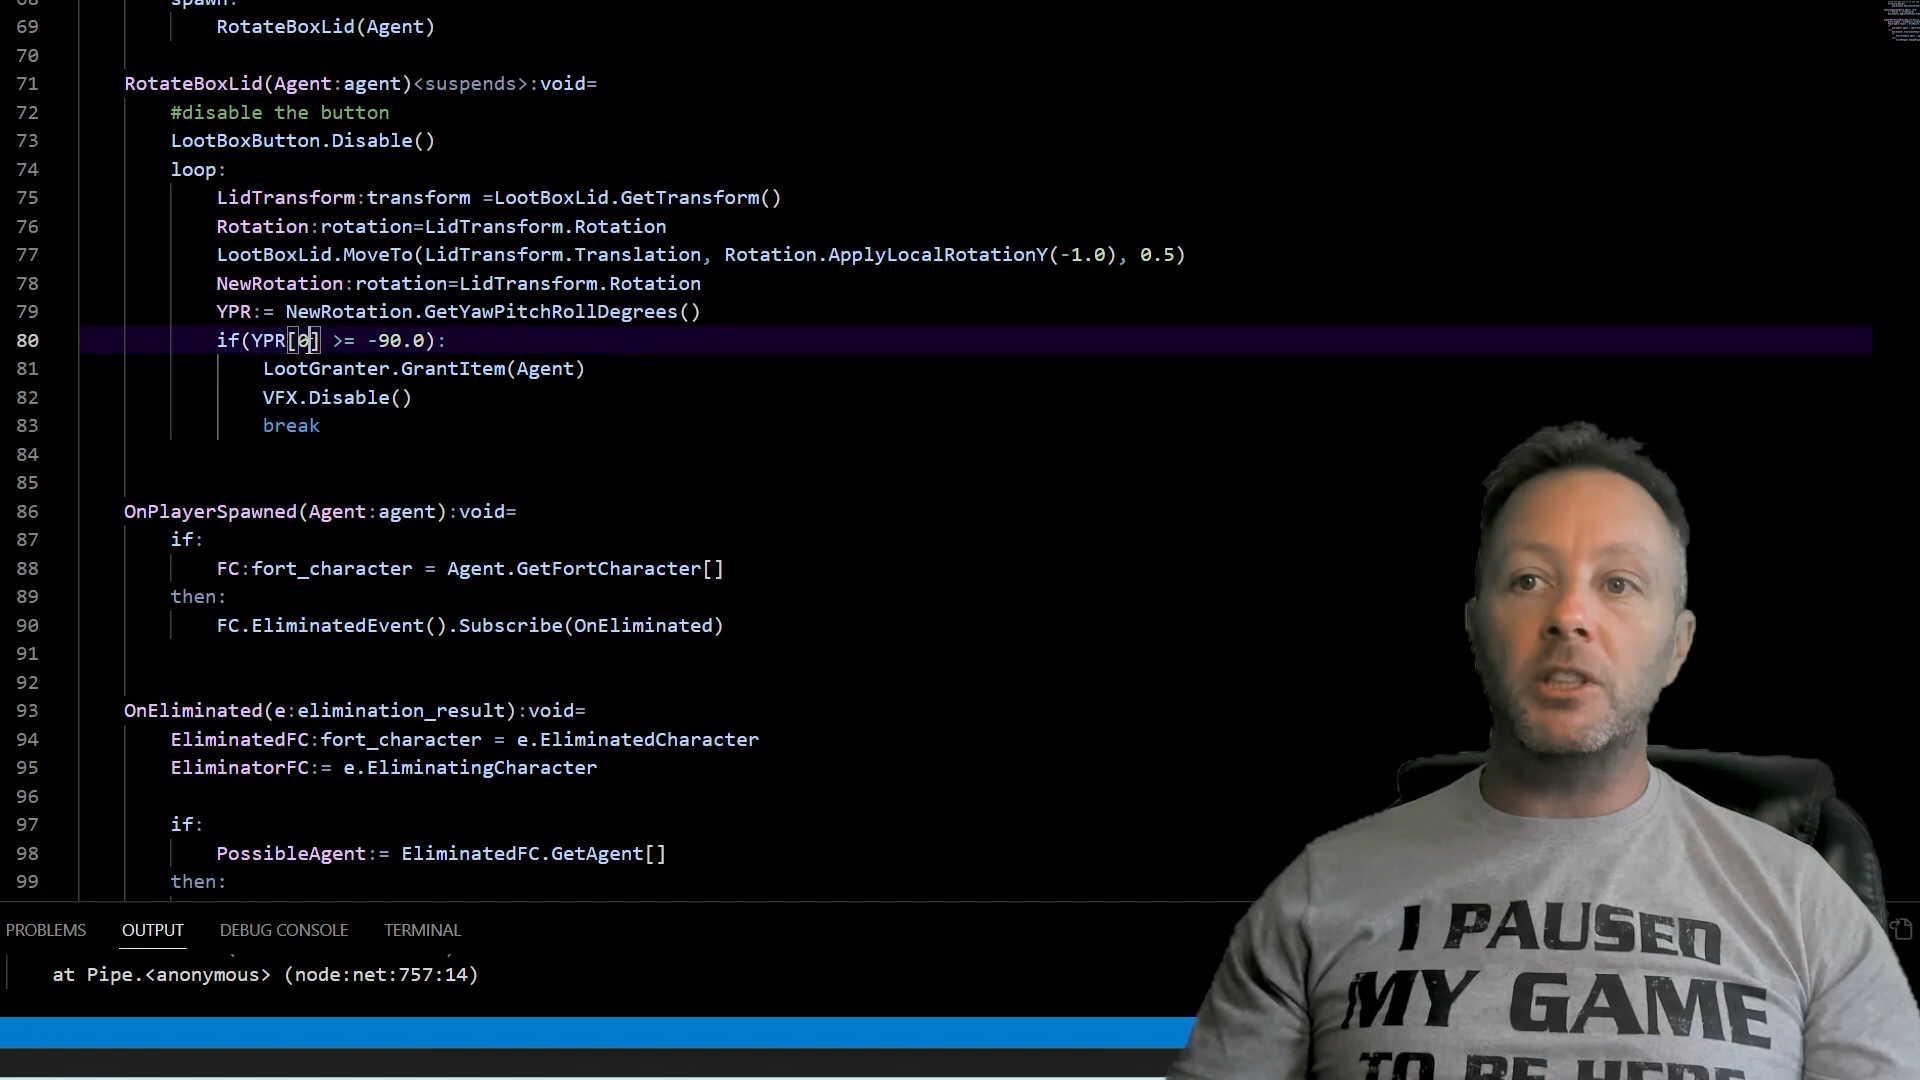 68 spawn:
69 RotateBoxLid(Agent)
70
71 RotateBoxLid(Agent:agent)<suspends>:void=
72 #disable the button
73 LootBoxButton.Disable()
74 loop:
75 LidTransform:transform =LootBoxLid.GetTransform()
76 Rotation:rotation=LidTransform.Rotation
77 LootBoxLid.MoveTo(LidTransform.Translation, Rotation.ApplyLocalRotationY(-1.0), 0.5)
78 NewRotation:rotation=LidTransform.Rotation
79 YPR:= NewRotation.GetYawPitchRollDegrees()
80 if(YPR[0] >= -90.0):
81 LootGranter.GrantItem(Agent)
82 VFX.Disable()
83 break
84
85
86 OnPlayerSpawned(Agent:agent):void=
87 if:
88 FC:fort_character = Agent.GetFortCharacter[]
89 then:
90 FC.EliminatedEvent().Subscribe(OnEliminated)
91
92
93 OnEliminated(e:elimination_result):void=
94 EliminatedFC:fort_character = e.EliminatedCharacter
95 EliminatorFC:= e.EliminatingCharacter
96
97 if:
98 PossibleAgent:= EliminatedFC.GetAgent[]
99 then:
PROBLEMS OUTPUT DEBUG CONSOLE TERMINAL
at Pipe.<anonymous> (node:net:757:14)
I PAUSED
MY GAME
TO BE HERE